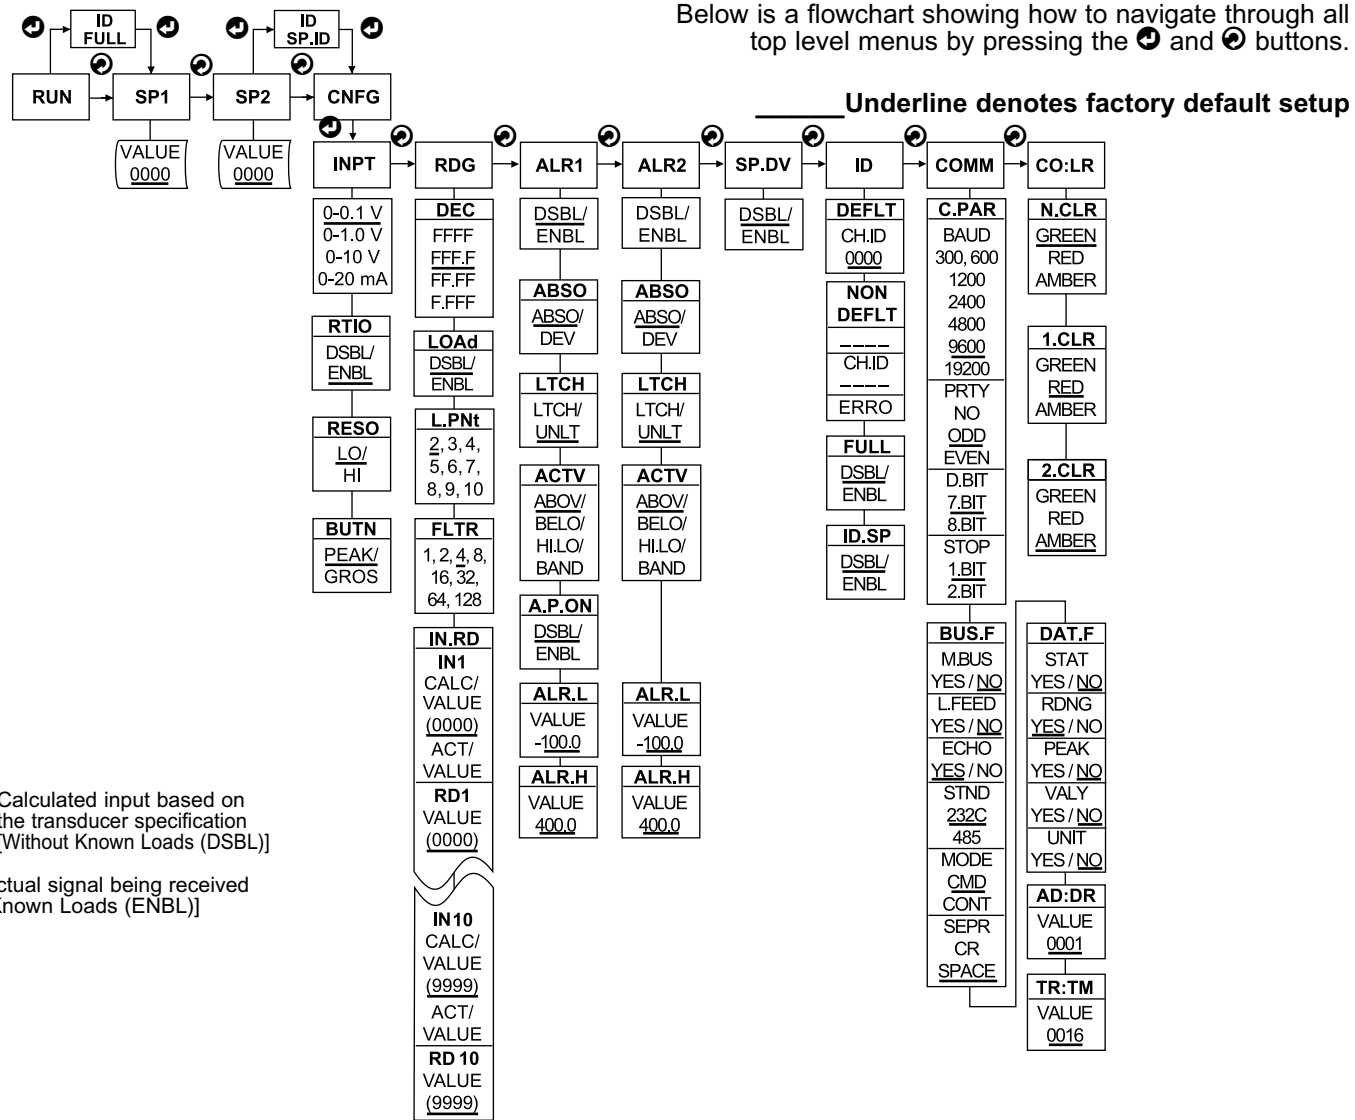 Below is a flowchart showing how to navigate through all
top level menus by pressing the and buttons.
Underline denotes factory default setup
ID
FULL
ID
SP.ID
RUN
SP1
SP2
CNFG
VALUE
0000
VALUE
0000
INPT
RDG
ALR1
ALR2
SP.DV
ID
COMM
CO:LR
0-0.1 V
0-1.0 V
0-10 V
0-20 mA
RTIO
DSBL/
ENBL
RESO
LO/
HI
BUTN
PEAK/
GROS
DEC
FFFF
FFF.F
FF.FF
F.FFF
LOAd
DSBL/
ENBL
L.PNt
2, 3, 4,
5, 6, 7,
8, 9, 10
FLTR
1, 2, 4, 8,
16, 32,
64, 128
IN.RD
IN1
CALC/
VALUE
(0000)
ACT/
VALUE
RD1
VALUE
(0000)
IN10
CALC/
VALUE
(9999)
ACT/
VALUE
RD 10
VALUE
(9999)
DSBL/
ENBL
ABSO
ABSO/
DEV
LTCH
LTCH/
UNLT
ACTV
ABOV/
BELO/
HI.LO/
BAND
A.P.ON
DSBL/
ENBL
ALR.L
VALUE
-100.0
ALR.H
VALUE
400.0
DSBL/
ENBL
ABSO
ABSO/
DEV
LTCH
LTCH/
UNLT
ACTV
ABOV/
BELO/
HI.LO/
BAND
ALR.L
VALUE
-100.0
ALR.H
VALUE
400.0
DSBL/
ENBL
DEFLT
CH.ID
0000
NON
DEFLT
____
CH.ID
____
ERRO
FULL
DSBL/
ENBL
ID.SP
DSBL/
ENBL
C.PAR
BAUD
300, 600
1200
2400
4800
9600
19200
PRTY
NO
ODD
EVEN
D.BIT
7.BIT
8.BIT
STOP
1.BIT
2.BIT
BUS.F
M.BUS
YES / NO
L.FEED
YES / NO
ECHO
YES / NO
STND
232C
485
MODE
CMD
CONT
SEPR
CR
SPACE
N.CLR
GREEN
RED
AMBER
1.CLR
GREEN
RED
AMBER
2.CLR
GREEN
RED
AMBER
DAT.F
STAT
YES / NO
RDNG
YES / NO
PEAK
YES / NO
VALY
YES / NO
UNIT
YES / NO
AD:DR
VALUE
0001
TR:TM
VALUE
0016
Calculated input based on
the transducer specification
[Without Known Loads (DSBL)]
ctual signal being received
Known Loads (ENBL)]